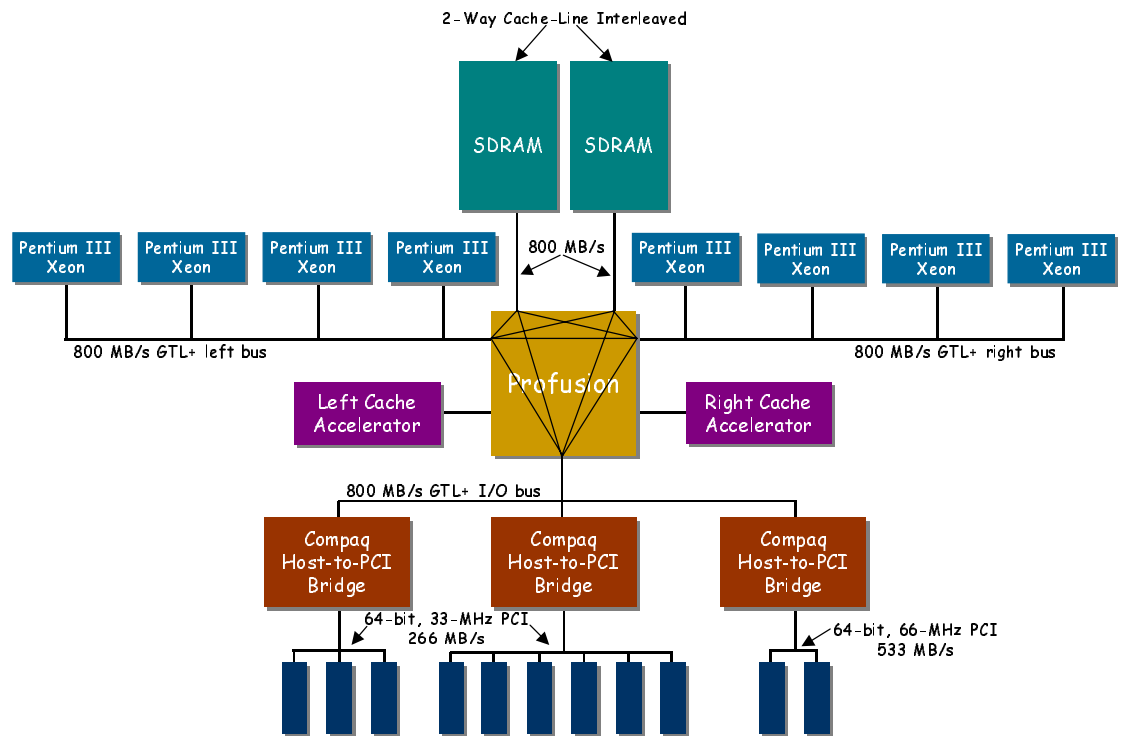 2-Way Cache-Line Interleaved
SDRAM
SDRAM
Pentium III
Xeon
Pentium III
Xeon
Pentium III
Xeon
Pentium III
Xeon
800 MB/s
Pentium III
Xeon
Pentium III
Xeon
Pentium III
Xeon
Pentium III
Xeon
800 MB/s GTL+ left bus
800 MB/s GTL+ right bus
Profusion
Left Cache
Accelerator
Right Cache
Accelerator
800 MB/s GTL+ I/O bus
Compaq
Host-to-PCI
Bridge
Compaq
Host-to-PCI
Bridge
Compaq
Host-to-PCI
Bridge
64-bit, 33-MHz PCI
266 MB/s
64-bit, 66-MHz PCI
533 MB/s